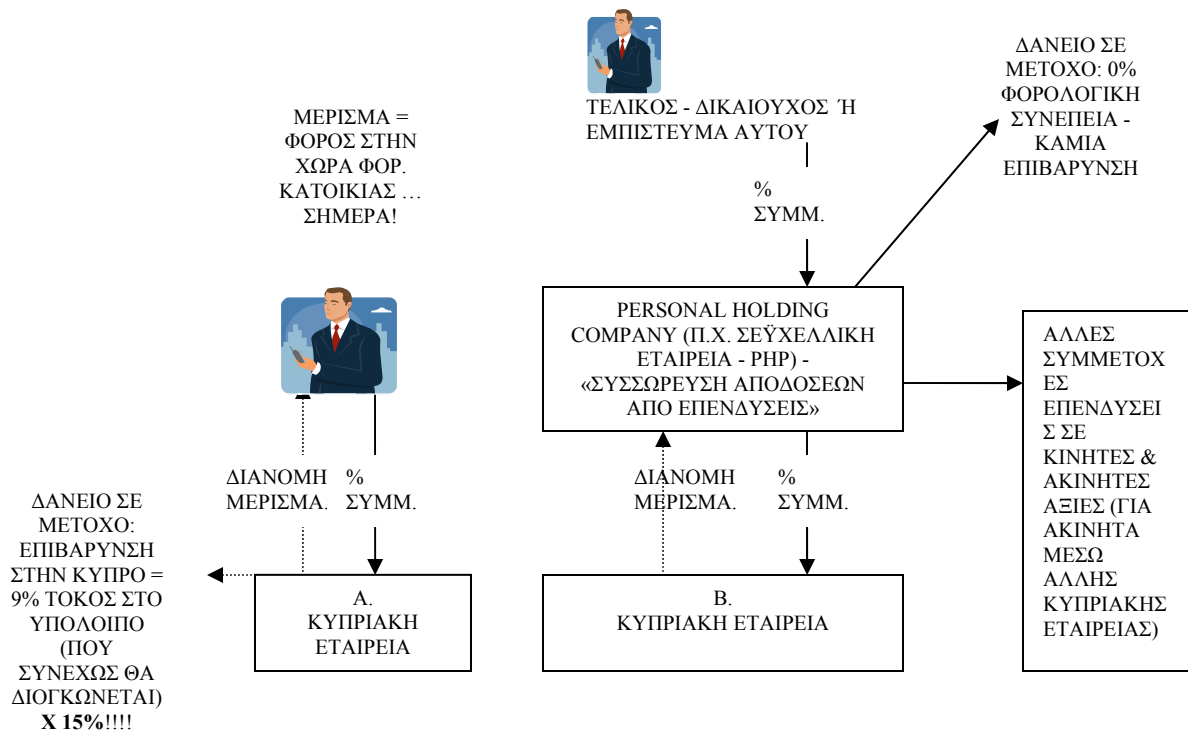 ΜΕΡΙΣΜΑ =
ΦΟΡΟΣ ΣΤΗΝ
ΧΩΡΑ ΦΟΡ.
ΚΑΤΟΙΚΙΑΣ …
ΣΗΜΕΡΑ!
ΤΕΛΙΚΟΣ - ΔΙΚΑΙΟΥΧΟΣ Ή
ΕΜΠΙΣΤΕΥΜΑ ΑΥΤΟΥ
ΔΑΝΕΙΟ ΣΕ
ΜΕΤΟΧΟ: 0%
ΦΟΡΟΛΟΓΙΚΗ
ΣΥΝΕΠΕΙΑ -
ΚΑΜΙΑ
ΕΠΙΒΑΡΥΝΣΗ
%
ΣΥΜΜ.
PERSONAL HOLDING
COMPANY (Π.Χ. ΣΕΫΧΕΛΛΙΚΗ
ΕΤΑΙΡΕΙΑ - PHP) -
«ΣΥΣΣΩΡΕΥΣΗ ΑΠΟΔΟΣΕΩΝ
ΑΠΟ ΕΠΕΝΔΥΣΕΙΣ»
ΑΛΛΕΣ
ΣΥΜΜΕΤΟΧ
ΕΣ
ΕΠΕΝΔΥΣΕΙ
Σ ΣΕ
ΚΙΝΗΤΕΣ &
ΑΚΙΝΗΤΕΣ
ΑΞΙΕΣ (ΓΙΑ
ΑΚΙΝΗΤΑ
ΜΕΣΩ
ΑΛΛΗΣ
ΚΥΠΡΙΑΚΗΣ
ΕΤΑΙΡΕΙΑΣ)
ΔΙΑΝΟΜΗ
ΜΕΡΙΣΜΑ.
%
ΣΥΜΜ.
ΔΙΑΝΟΜΗ
ΜΕΡΙΣΜΑ.
%
ΣΥΜΜ.
ΔΑΝΕΙΟ ΣΕ
ΜΕΤΟΧΟ:
ΕΠΙΒΑΡΥΝΣΗ
ΣΤΗΝ ΚΥΠΡΟ =
9% ΤΟΚΟΣ ΣΤΟ
ΥΠΟΛΟΙΠΟ
(ΠΟΥ
ΣΥΝΕΧΩΣ ΘΑ
ΔΙΟΓΚΩΝΕΤΑΙ)
Χ 15%!!!!
Α.
ΚΥΠΡΙΑΚΗ
ΕΤΑΙΡΕΙΑ
Β.
ΚΥΠΡΙΑΚΗ ΕΤΑΙΡΕΙΑ